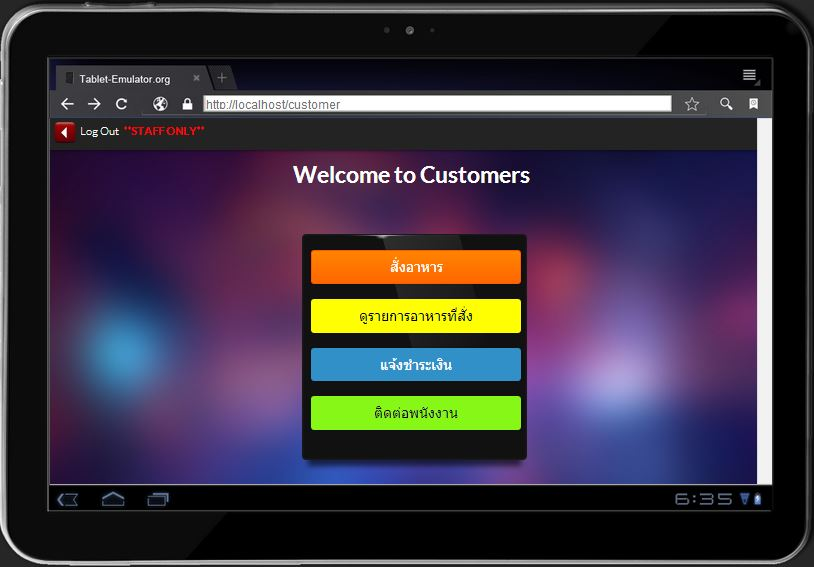 Tablet-Emulator.org
http://localhost/customer
Log Out **STAFF ONLY**
Welcome to Customers
สั่งอาหาร
ดูรายการอาหารที่สั่ง
แจ้งชำระเงิน
ติดต่อพนังงาน
6:35